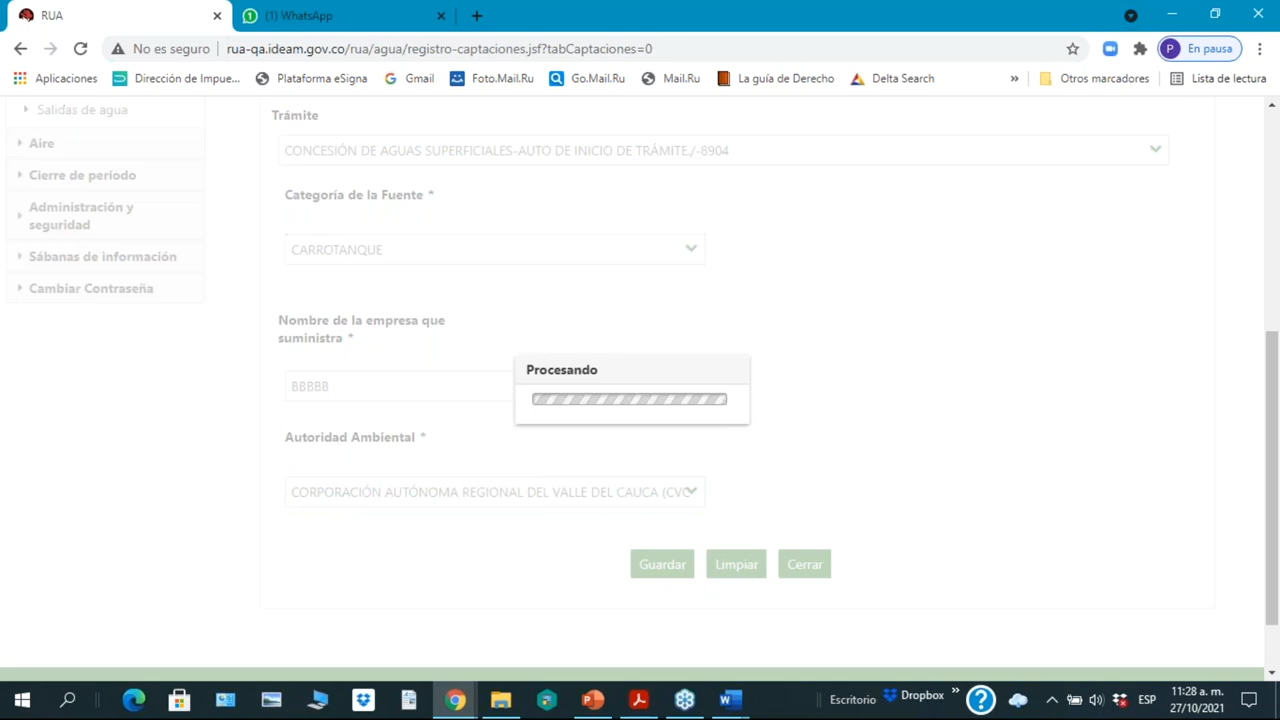 RUA
(1) WhatsApp
No es seguro
rua-qa.ideam.gov.co/rua/agua/registro-captaciones.jsf?tabCaptaciones=0
P En pausa
Aplicaciones
Dirección de Impue...
Plataforma eSigna
Gmail
Foto.Mail.Ru
Go.Mail.Ru
Mail.Ru
La guía de Derecho
Delta Search
»
Otros marcadores
Lista de lectura
Salidas de agua
Aire
Cierre de período
Administración y
seguridad
Sábanas de información
Cambiar Contraseña
Trámite
CONCESIÓN DE AGUAS SUPERFICIALES-AUTO DE INICIO DE TRÁMITE./-8904
Categoría de la Fuente *
CARROTANQUE
Nombre de la empresa que
suministra *
BBBBB
Procesando
Autoridad Ambiental *
CORPORACIÓN AUTÓNOMA REGIONAL DEL VALLE DEL CAUCA (CVC
Guardar
Limpiar
Cerrar
Escritorio
Dropbox
»
ESP
11:28 a. m.
27/10/2021